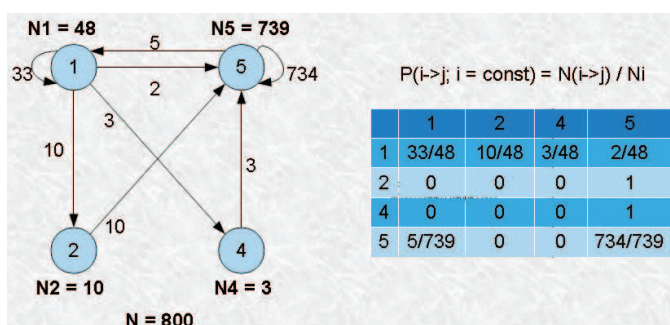 N1 = 48
N5 = 739
5
33
1
5
734
2
3
10
3
10
2
4
N2 = 10
N4 = 3
N = 800
P(i->j; i = const) = N(i->j) / Ni
1 2 4 5
1 33/48 10/48 3/48 2/48
2 0 0 0 1
4 0 0 0 1
5 5/739 0 0 734/739